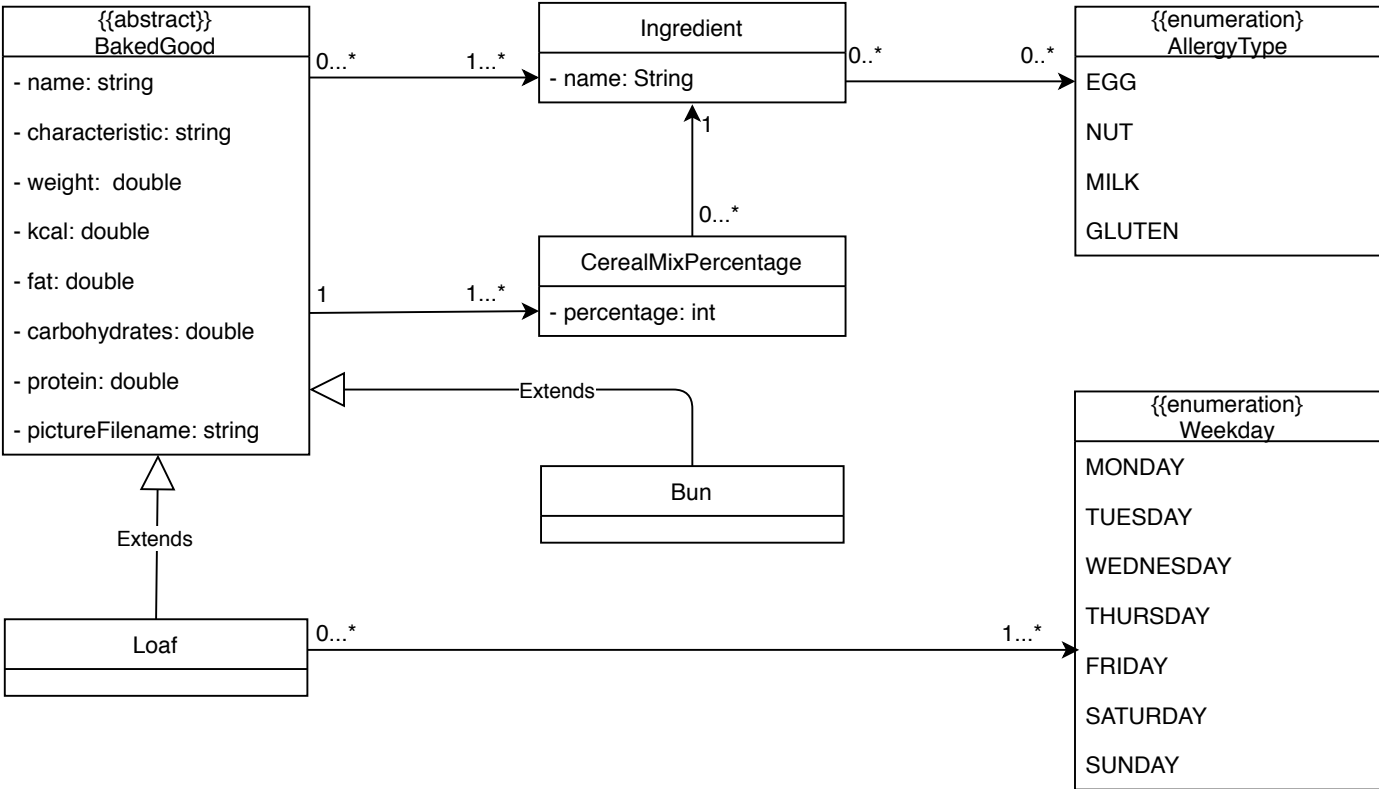 {{abstract}}
BakedGood
- name: string
- characteristic: string
- weight:  double
- kcal: double
- fat: double
- carbohydrates: double
- protein: double
- pictureFilename: string
0...*
1...*
Ingredient
- name: String
0..*
0..*
{{enumeration}
AllergyType
EGG
NUT
MILK
GLUTEN
1
0...*
CerealMixPercentage
- percentage: int
1
1...*
Extends
Bun
Extends
Loaf
0...*
1...*
{{enumeration}
Weekday
MONDAY
TUESDAY
WEDNESDAY
THURSDAY
FRIDAY
SATURDAY
SUNDAY